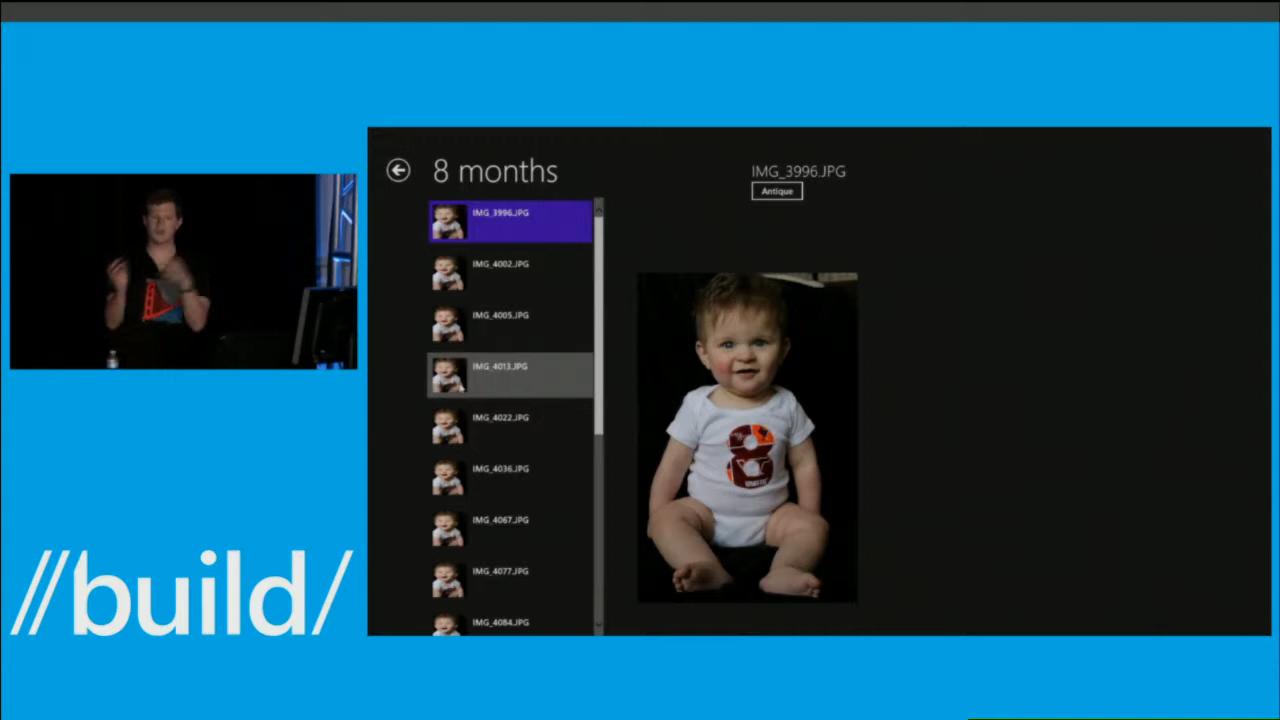 8 months
IMG_3996.JPG
IMG_4002.JPG
IMG_4005.JPG
IMG_4013.JPG
IMG_4022.JPG
IMG_4036.JPG
IMG_4067.JPG
IMG_4077.JPG
IMG_4084.JPG
IMG_3996.JPG
Antique
8
//build/